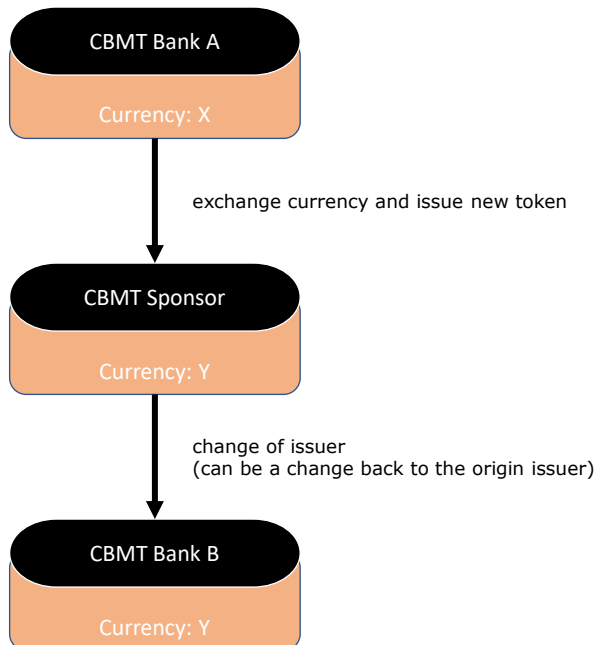 CBMT Bank A
Currency: X
exchange currency and issue new token
CBMT Sponsor
Currency: Y
change of issuer
(can be a change back to the origin issuer)
CBMT Bank B
Currency: Y